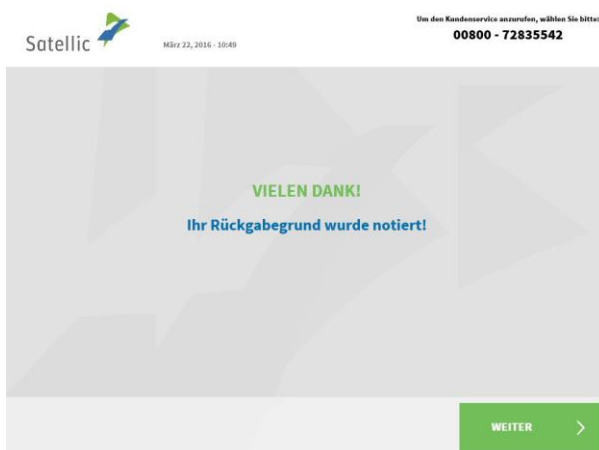 Satellic
März 22, 2016 - 10:49
Um den Kundenservice anzurufen, wählen Sie bitte:
00800 - 72835542
VIELEN DANK!
Ihr Rückgabegrund wurde notiert!
WEITER